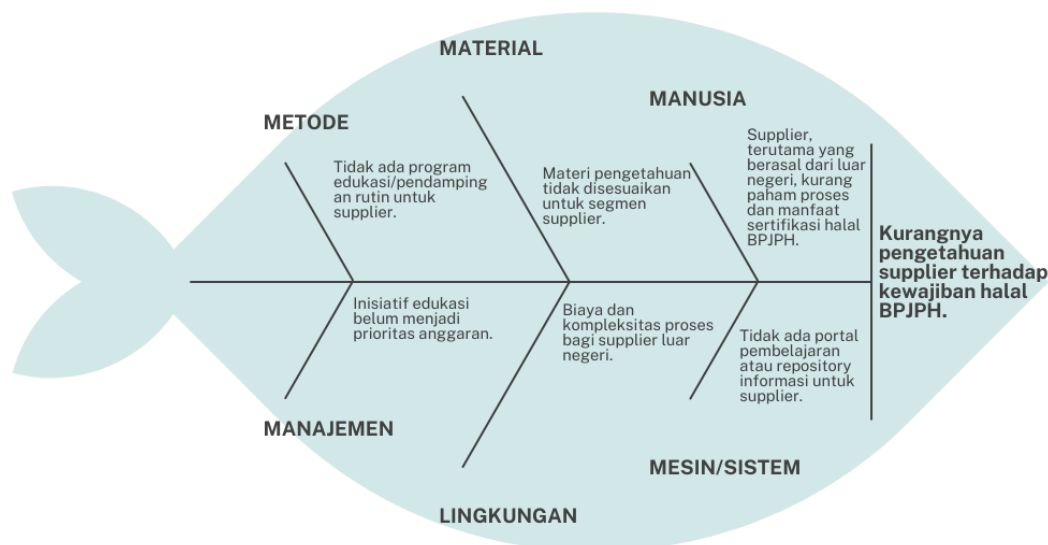 MATERIAL
MANUSIA
METODE
Supplier,
terutama yang
berasal dari luar
negeri, kurang
paham proses
dan manfaat
sertifikasi halal
BPJPH.
Tidak ada program
edukasi/pendamping
an rutin untuk
supplier.
Materi pengetahuan
tidak disesuaikan
untuk segmen
supplier.
Kurangnya
pengetahuan
supplier terhadap
kewajiban halal
BPJPH.
Inisiatif edukasi
belum menjadi
prioritas anggaran.
Biaya dan
kompleksitas proses
bagi supplier luar
negeri.
Tidak ada portal
pembelajaran
atau repository
informasi untuk
supplier.
MANAJEMEN
MESIN/SISTEM
LINGKUNGAN